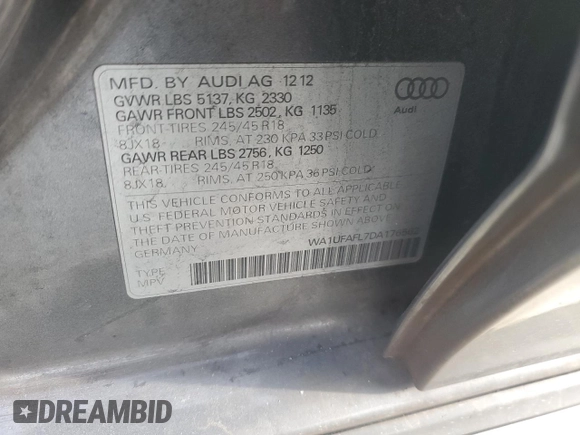 MFD. BY AUDI AG 12 12
GVWR LBS 5137, KG 2330
GAWR FRONT LBS 2502, KG 1135
FRONT-TIRES 245/45 R18
8JX18 RIMS, AT 230 KPA 33 PSI COLD
GAWR REAR LBS 2756, KG 1250
REAR-TIRES 245/45 R18
8JX18 RIMS, AT 250 KPA 36 PSI COLD
THIS VEHICLE CONFORMS TO ALL APPLICABLE
U.S. FEDERAL MOTOR VEHICLE SAFETY AND
THEFT PREVENTION STANDARDS IN EFFECT ON
THE DATE OF MANUFACTURE SHOWN ABOVE.
GERMANY
TYPE
MPV
Audi
DREAMBID